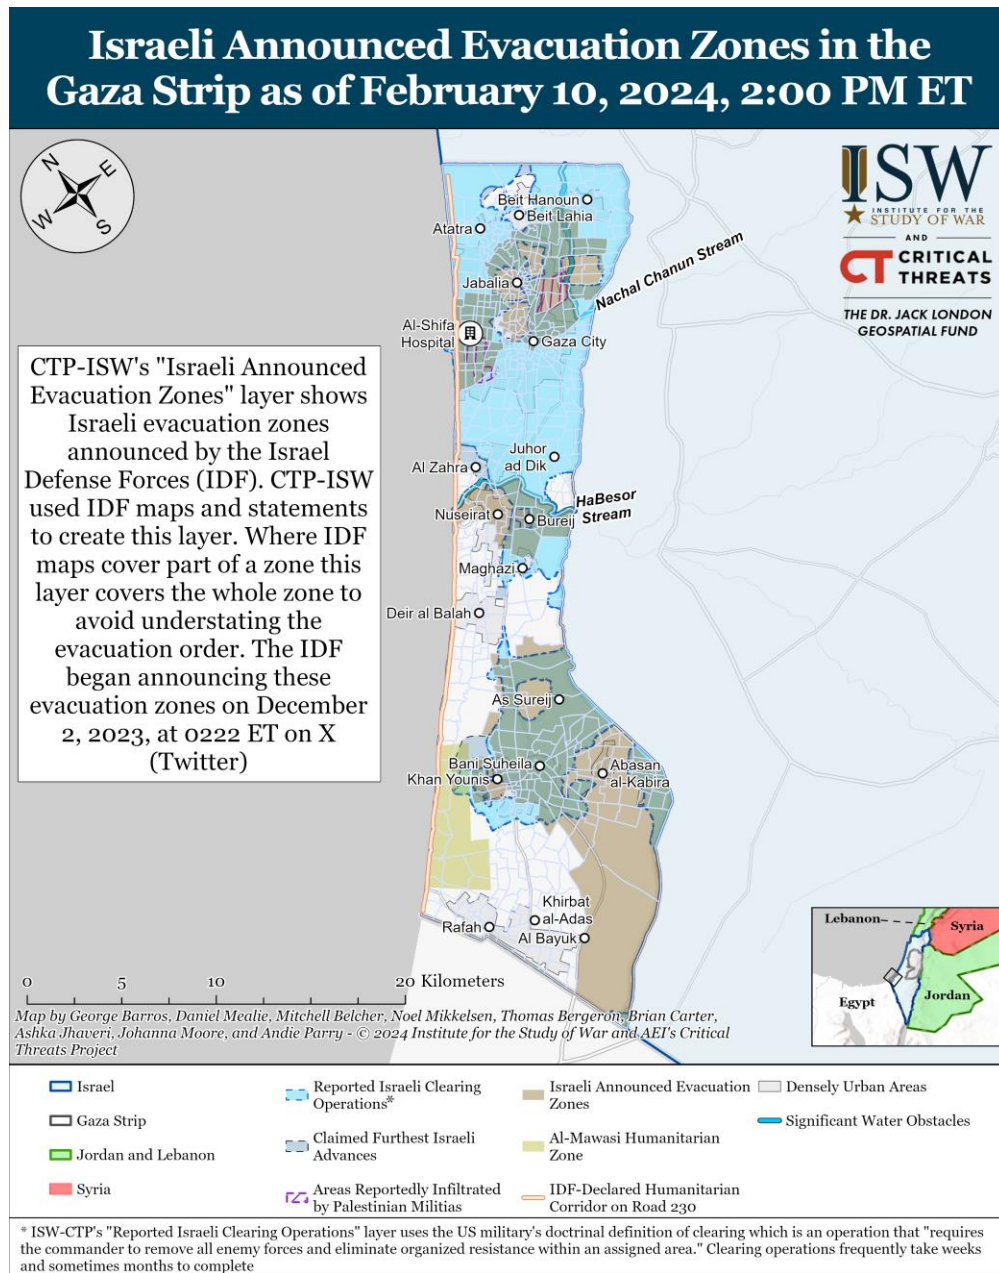 Israeli Announced Evacuation Zones in the
Gaza Strip as of February 10, 2024, 2:00 PM ET
N
E
W
S
ISW
INSTITUTE FOR THE
STUDY OF WAR
AND
CT CRITICAL
THREATS
THE DR. JACK LONDON
GEOSPATIAL FUND
Beit Hanoun
Beit Lahia
Atatra
Nachal Chanun Stream
Jabalia
Al-Shifa
Hospital
Gaza City
CTP-ISW's "Israeli Announced
Evacuation Zones" layer shows
Israeli evacuation zones
announced by the Israel
Defense Forces (IDF). CTP-ISW
used IDF maps and statements
to create this layer. Where IDF
maps cover part of a zone this
layer covers the whole zone to
avoid understating the
evacuation order. The IDF
began announcing these
evacuation zones on December
2, 2023, at 0222 ET on X
(Twitter)
Juhor
ad Dik
Al Zahra
HaBesor
Stream
Nuseirat
Bureij
Maghazi
Deir al Balah
As Sureij
Bani Suheila
Abasan
al-Kabira
Khan Younis
Khirbat
al-Adas
Rafah
Al Bayuk
Lebanon
Syria
Egypt
Jordan
0 5 10 20 Kilometers
Map by George Barros, Daniel Mealie, Mitchell Belcher, Noel Mikkelsen, Thomas Bergeron, Brian Carter,
Ashka Jhaveri, Johanna Moore, and Andie Parry - © 2024 Institute for the Study of War and AEI's Critical
Threats Project
Israel
Gaza Strip
Jordan and Lebanon
Syria
Reported Israeli Clearing
Operations*
Claimed Furthest Israeli
Advances
Areas Reportedly Infiltrated
by Palestinian Militias
Israeli Announced Evacuation
Zones
Al-Mawasi Humanitarian
Zone
IDF-Declared Humanitarian
Corridor on Road 230
Densely Urban Areas
Significant Water Obstacles
* ISW-CTP's "Reported Israeli Clearing Operations" layer uses the US military's doctrinal definition of clearing which is an operation that "requires
the commander to remove all enemy forces and eliminate organized resistance within an assigned area." Clearing operations frequently take weeks
and sometimes months to complete